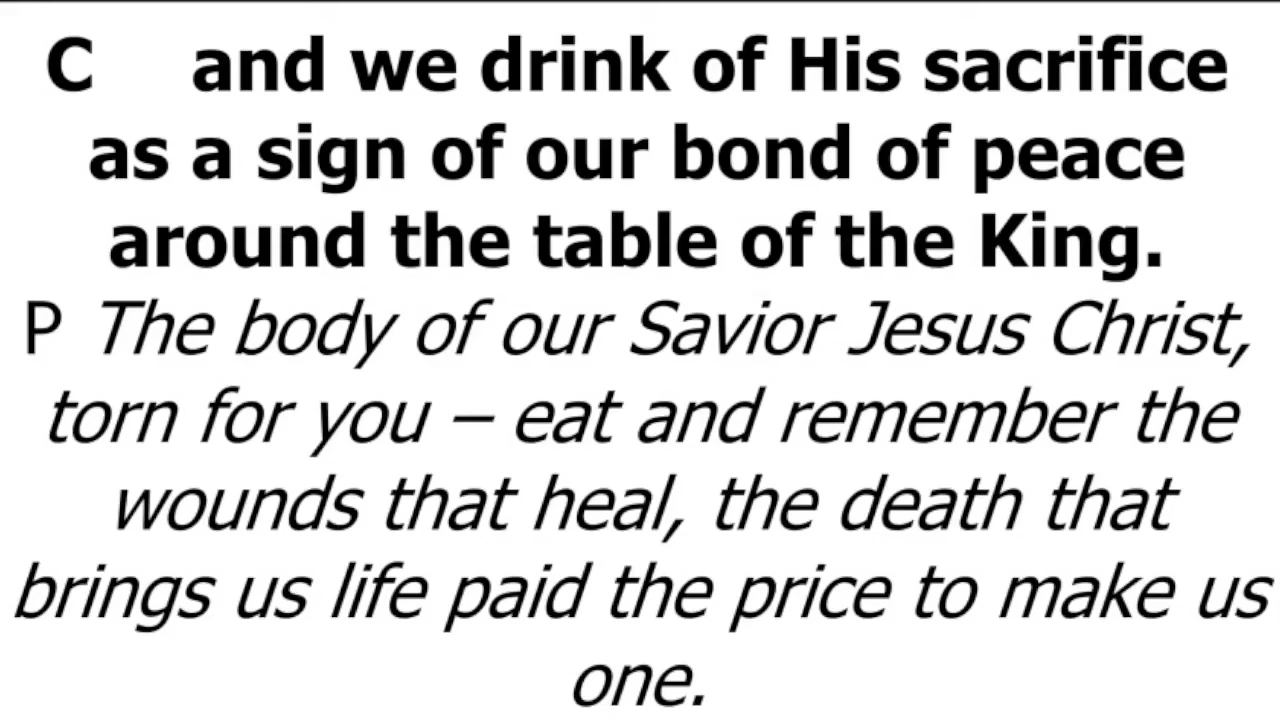 C and we drink of His sacrifice
as a sign of our bond of peace
around the table of the King.
P The body of our Savior Jesus Christ,
torn for you – eat and remember the
wounds that heal, the death that
brings us life paid the price to make us
one.